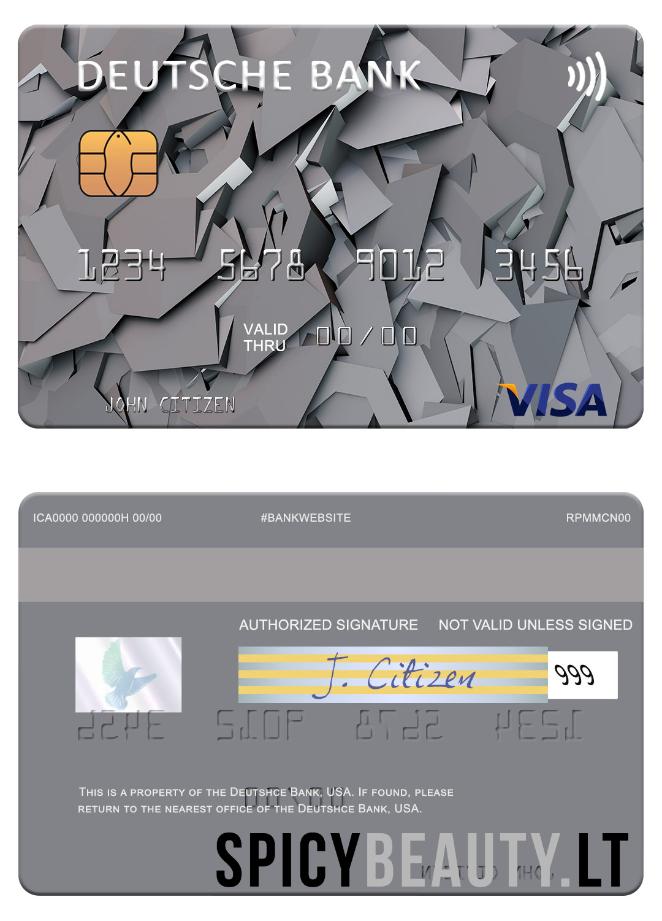 DEUTSCHE BANK
1234 5678 9012 3456
VALID THRU 00/00
JOHN CITIZEN
VISA
ICA0000 000000H 00/00 #BANKWEBSITE RPMMCN00
AUTHORIZED SIGNATURE NOT VALID UNLESS SIGNED
J. Citizen 999
THIS IS A PROPERTY OF THE DEUTSHCE BANK, USA. IF FOUND, PLEASE
RETURN TO THE NEAREST OFFICE OF THE DEUTSHCE BANK, USA.
SPICYBEAUTY.LT